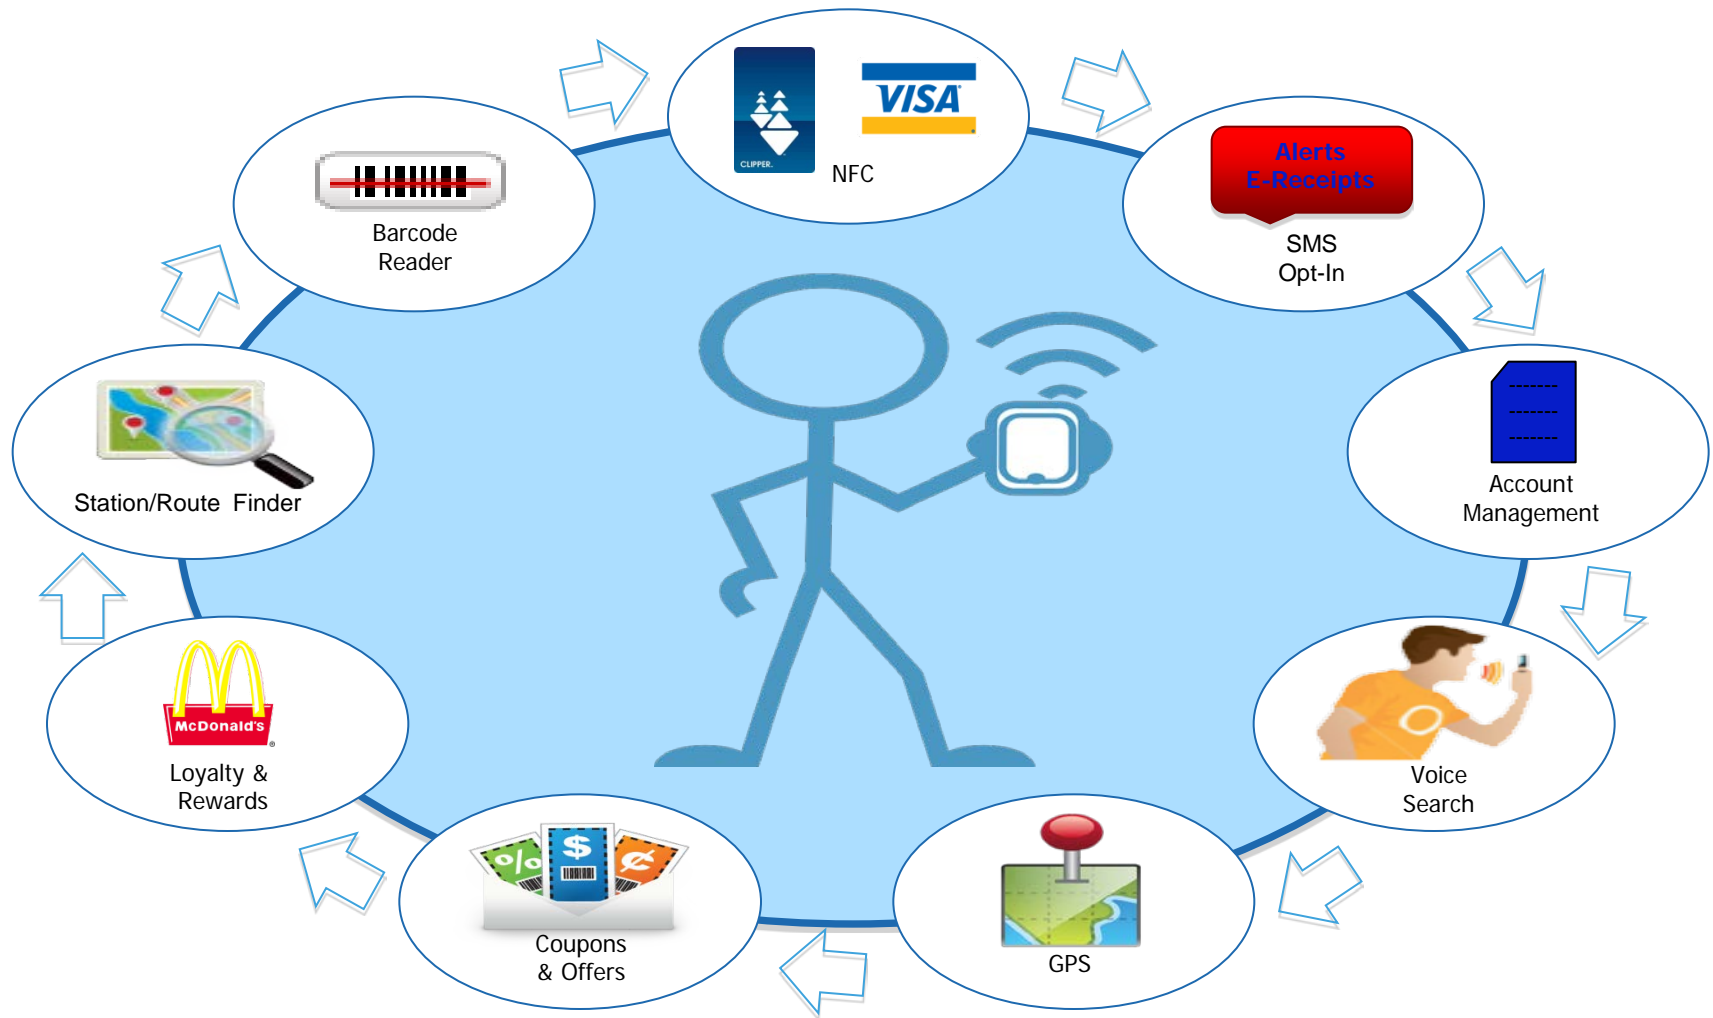 CLIPPER.
VISA
NFC
Alerts
E-Receipts
SMS
Opt-In
Account
Management
Voice
Search
GPS
% $ ¢
Coupons
& Offers
McDonald's
®
Loyalty &
Rewards
Station/Route Finder
Barcode
Reader